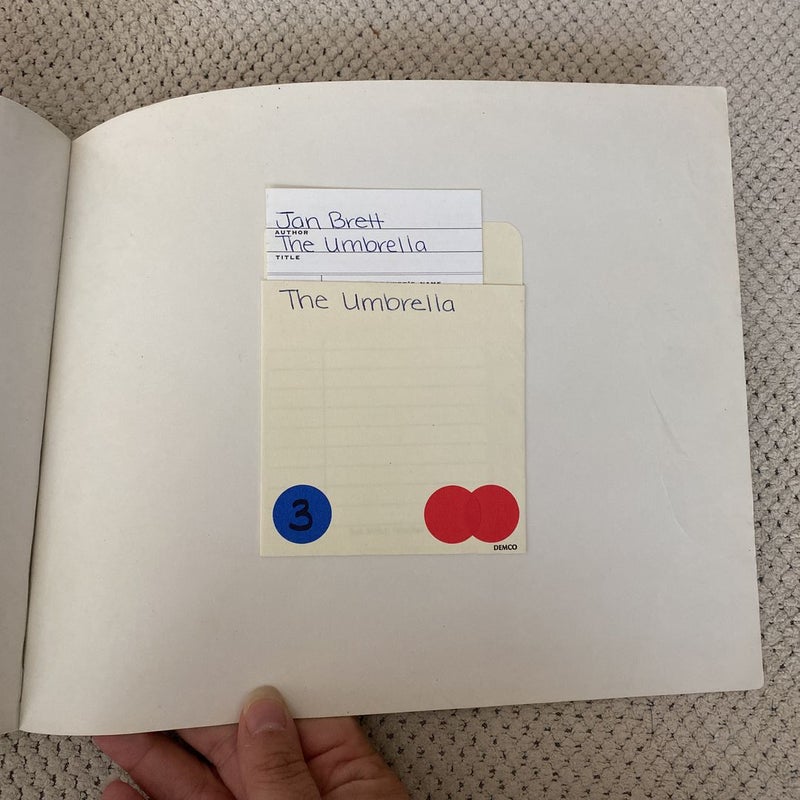 Jan Brett
AUTHOR
The Umbrella
TITLE
The Umbrella
3
DEMCO